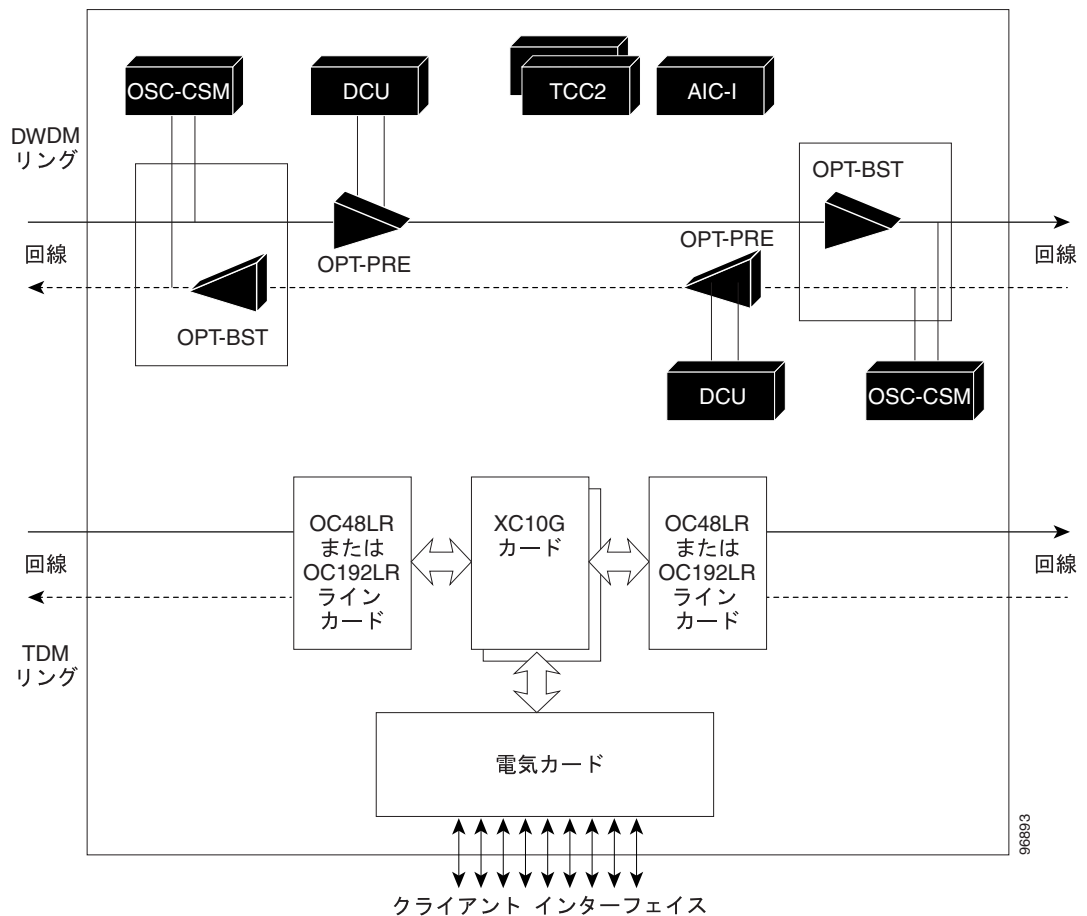 OSC-CSM
DCU
TCC2
AIC-I
DWDM
リング
OPT-BST
回線
OPT-PRE
OPT-PRE
回線
OPT-BST
DCU
OSC-CSM
OC48LR
または
OC192LR
ライン
カード
XC10G
カード
OC48LR
または
OC192LR
ライン
カード
回線
回線
TDM
リング
電気カード
96893
クライアント インターフェイス